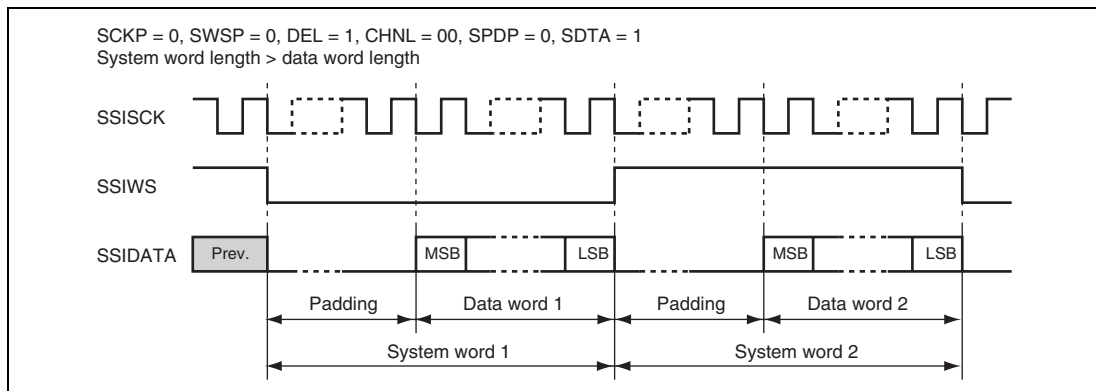 SCKP = 0, SWSP = 0, DEL = 1, CHNL = 00, SPDP = 0, SDTA = 1
System word length > data word length
SSISCK
SSIWS
SSIDATA
Prev.
MSB
LSB
MSB
LSB
Padding
Data word 1
Padding
Data word 2
System word 1
System word 2